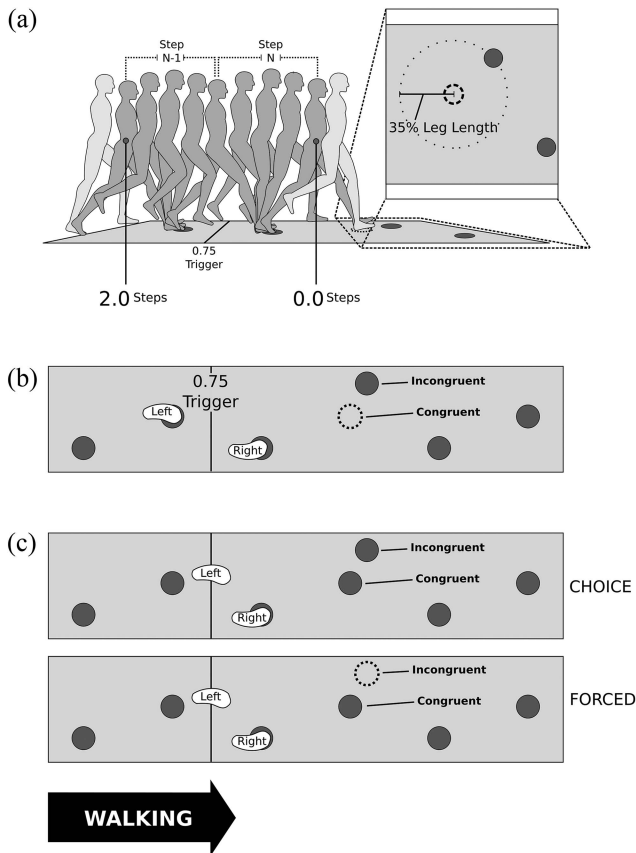 (a)
Step
N-1
Step
N
35% Leg Length
0.75
Trigger
2.0 Steps
0.0 Steps
(b)
0.75
Trigger
Left
Right
Incongruent
Congruent
(c)
Left
Right
Incongruent
Congruent
CHOICE
Left
Right
Incongruent
Congruent
FORCED
WALKING